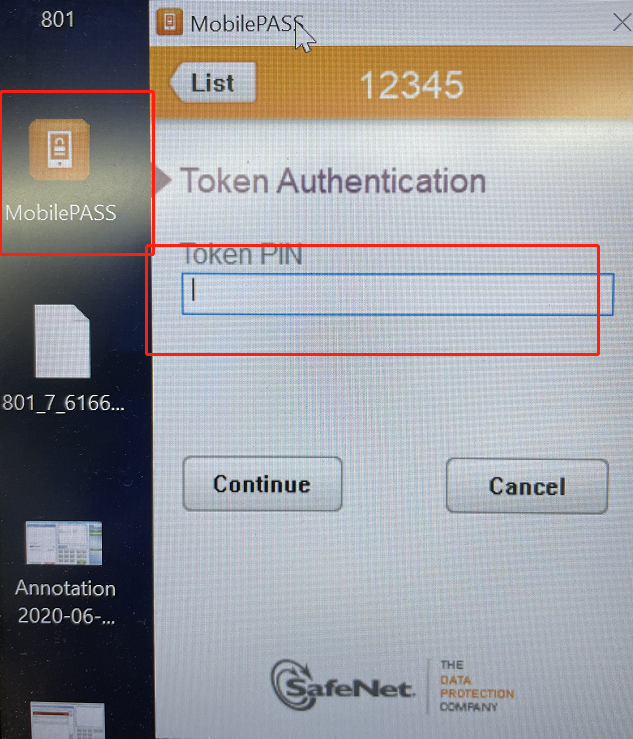 801
MobilePASS
List
12345
Token Authentication
MobilePASS
Token PIN
801_7_6166...
Continue
Cancel
Annotation
2020-06-...
SafeNet.
THE
DATA
PROTECTION
COMPANY